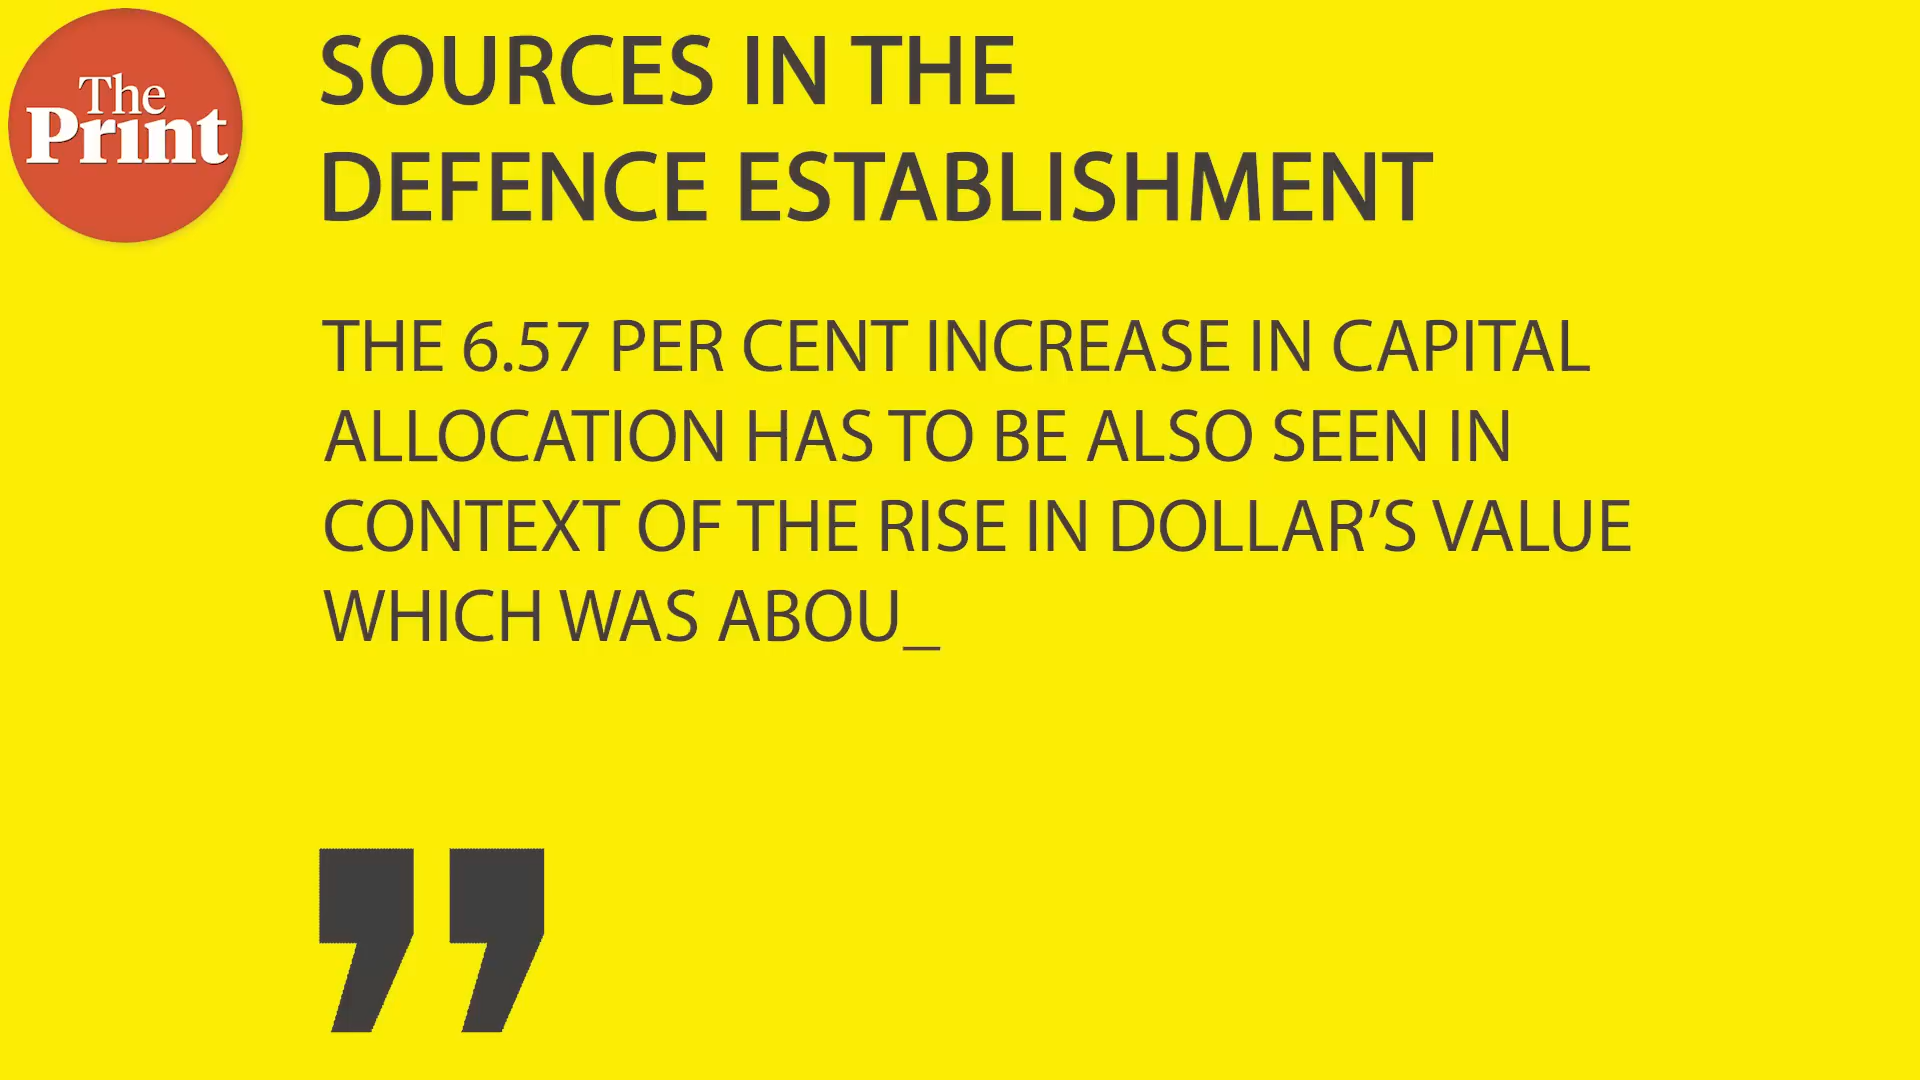 The
Print
SOURCES IN THE
DEFENCE ESTABLISHMENT
THE 6.57 PER CENT INCREASE IN CAPITAL
ALLOCATION HAS TO BE ALSO SEEN IN
CONTEXT OF THE RISE IN DOLLAR’S VALUE
WHICH WAS ABOU_
”